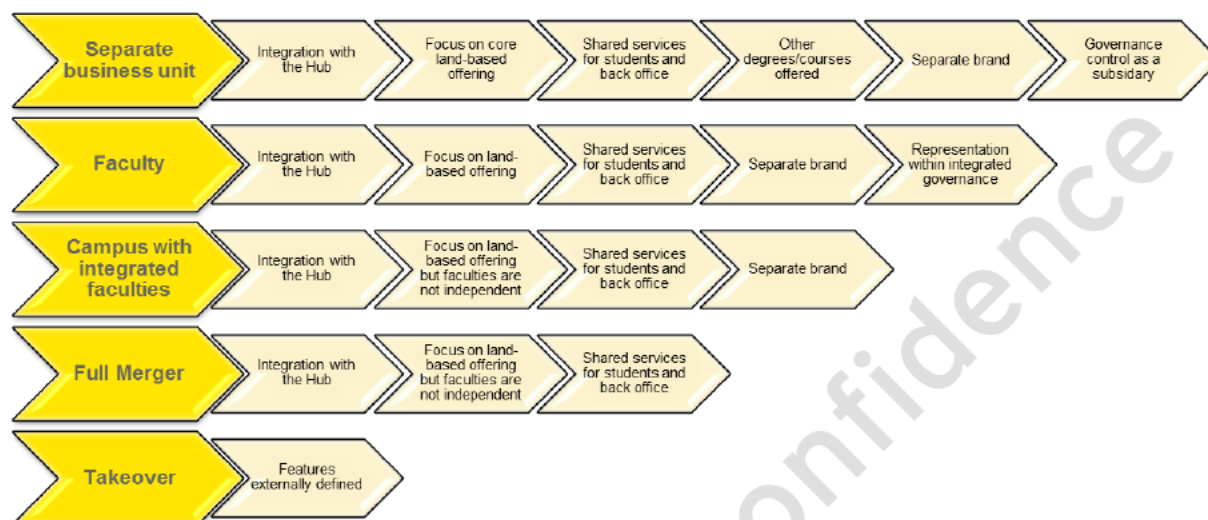 Separate
business unit
Integration with
the Hub
Focus on core
land-based
offering
Shared services
for students and
back office
Other
degrees/courses
offered
Separate brand
Governance
control as a
subsidary
Faculty
Integration with
the Hub
Focus on land-
based offering
Shared services
for students and
back office
Separate brand
Representation
within integrated
governance
Campus with
integrated
faculties
Integration with
the Hub
Focus on land-
based offering
but faculties are
not independent
Shared services
for students and
back office
Separate brand
Full Merger
Integration with
the Hub
Focus on land-
based offering
but faculties are
not independent
Shared services
for students and
back office
Takeover
Features
externally defined
onfidence